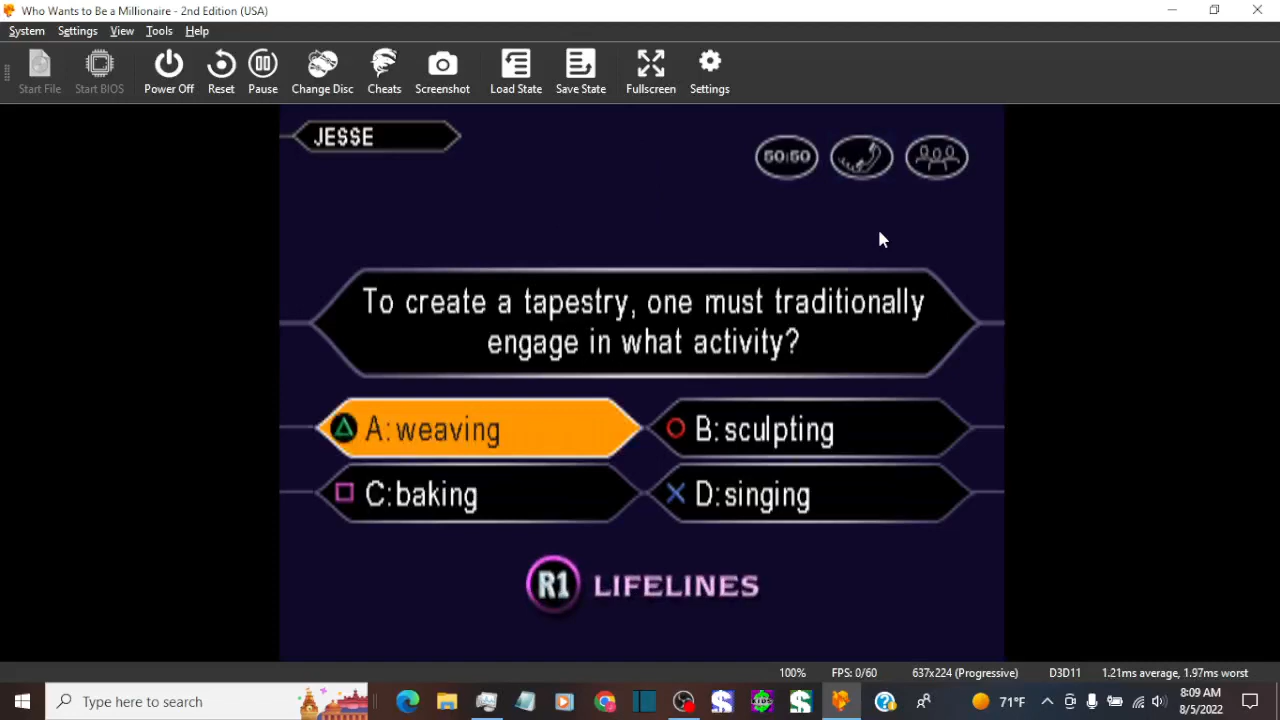 Who Wants to Be a Millionaire - 2nd Edition (USA)
System Settings View Tools Help
Start File Start BIOS Power Off Reset Pause Change Disc Cheats Screenshot Load State Save State Fullscreen Settings
JESSE
50:50
To create a tapestry, one must traditionally
engage in what activity?
A: weaving
B: sculpting
C: baking
D: singing
R1 LIFELINES
100% FPS: 0/60 637x224 (Progressive) D3D11 1.21ms average, 1.97ms worst
Type here to search
KIDS
71°F
8:09 AM
8/5/2022